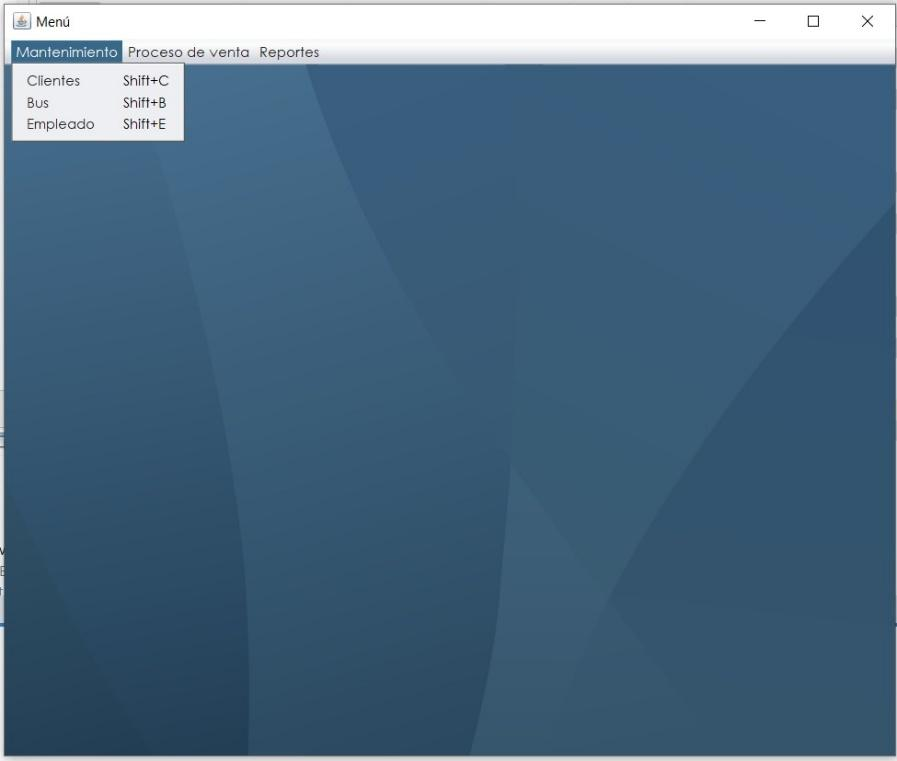 Menú
Mantenimiento Proceso de venta Reportes
Clientes Shift+C
Bus Shift+B
Empleado Shift+E